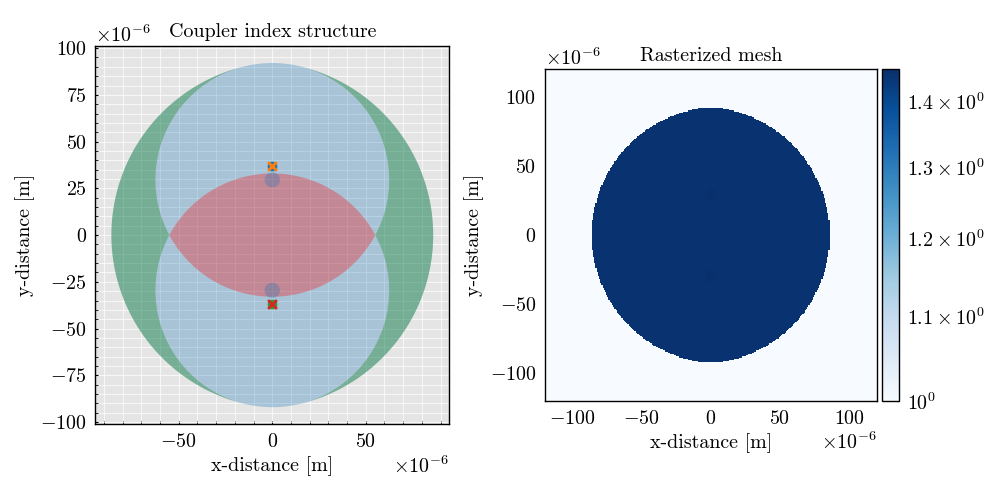 ×10⁻⁶ Coupler index structure
100
75
50
25
0
−25
−50
−75
−100
y-distance [m]
−50 0 50
x-distance [m] ×10⁻⁶
×10⁻⁶ Rasterized mesh
100
50
0
−50
−100
y-distance [m]
−100 −50 0 50 100
x-distance [m] ×10⁻⁶
1.4 × 10⁰
1.3 × 10⁰
1.2 × 10⁰
1.1 × 10⁰
10⁰